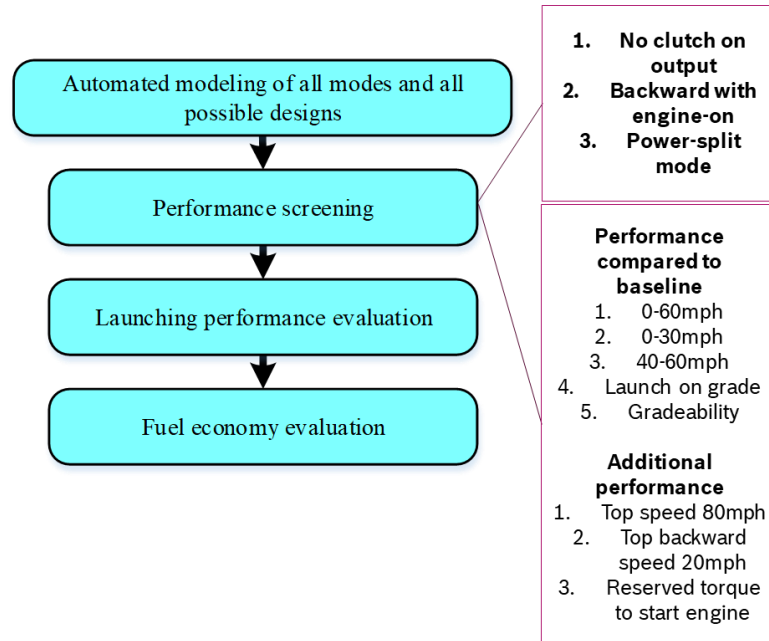 Automated modeling of all modes and all
possible designs
Performance screening
Launching performance evaluation
Fuel economy evaluation
1. No clutch on
output
2. Backward with
engine-on
3. Power-split
mode
Performance
compared to
baseline
1. 0-60mph
2. 0-30mph
3. 40-60mph
4. Launch on grade
5. Gradeability
Additional
performance
1. Top speed 80mph
2. Top backward
speed 20mph
3. Reserved torque
to start engine